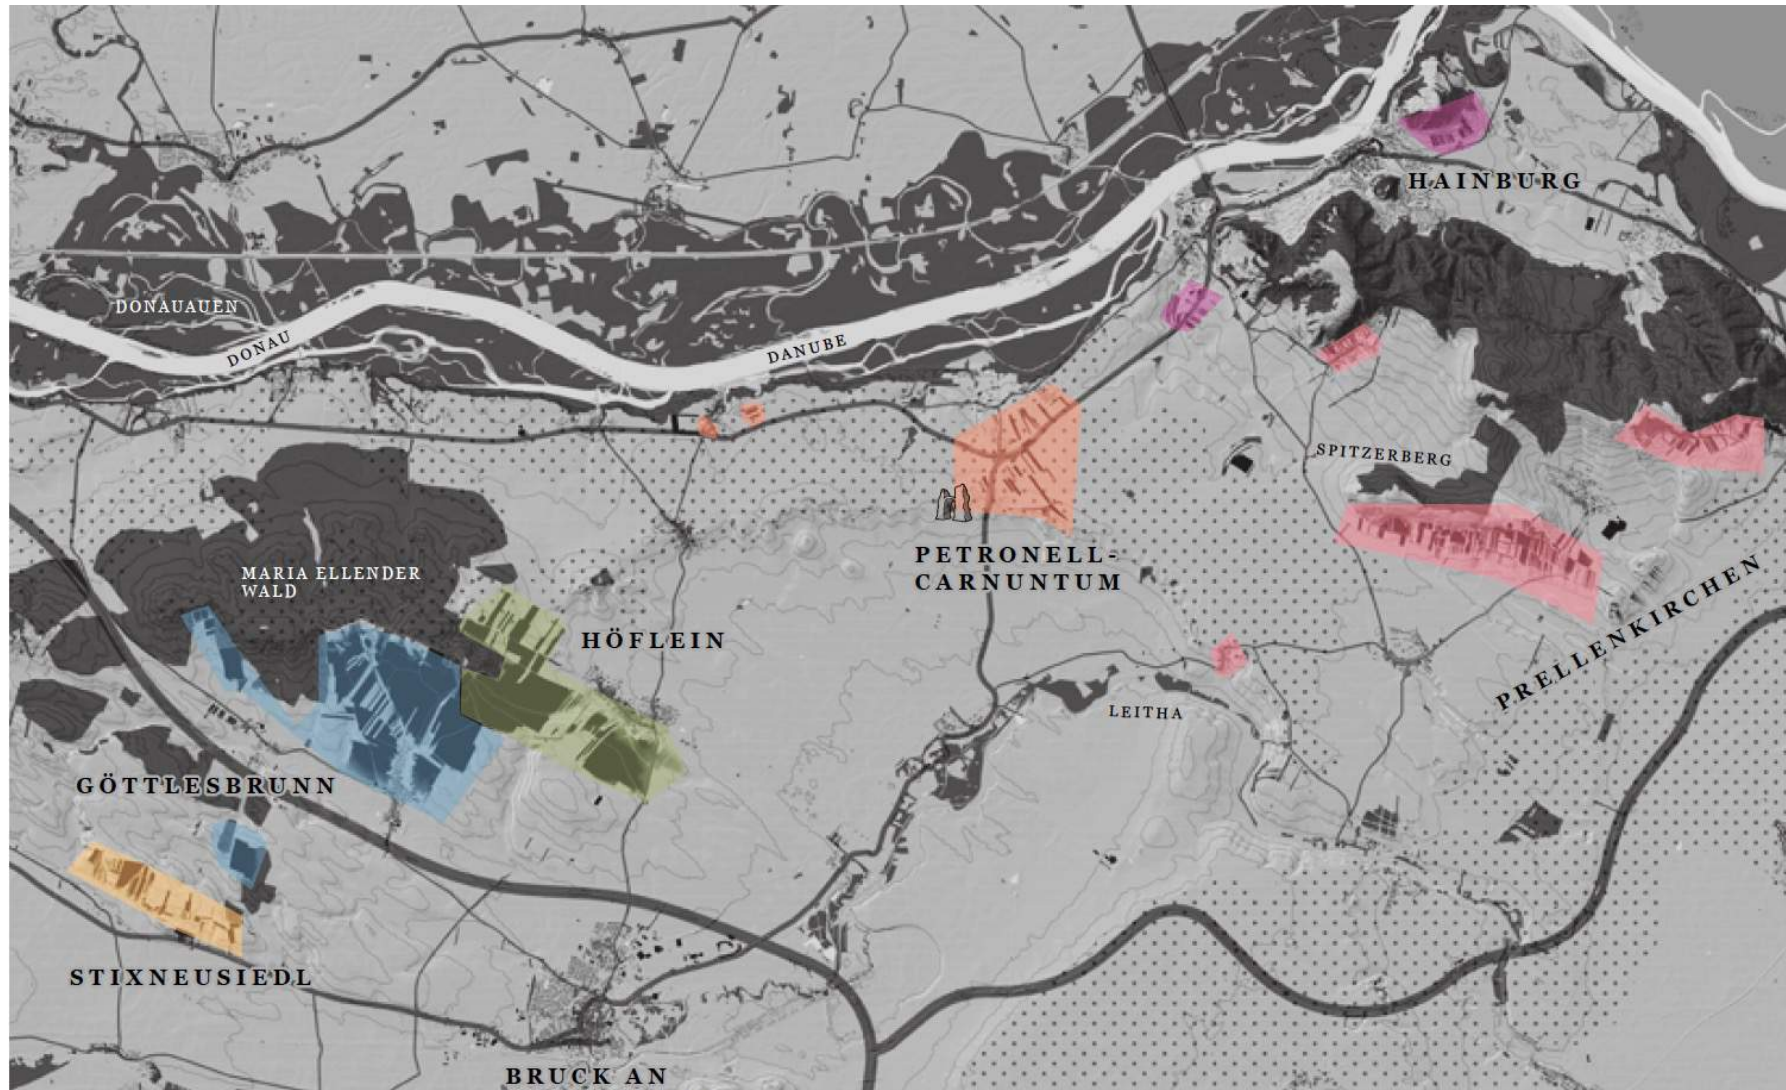 HAINBURG
DONAUAUEN
DONAU
DANUBE
SPITZERBERG
PETRONELL-
CARNUNTUM
MARIA ELLENDER
WALD
HÖFLEIN
PRELLENKIRCHEN
LEITHA
GÖTTLESBRUNN
STIXNEUSIEDL
BRUCK AN